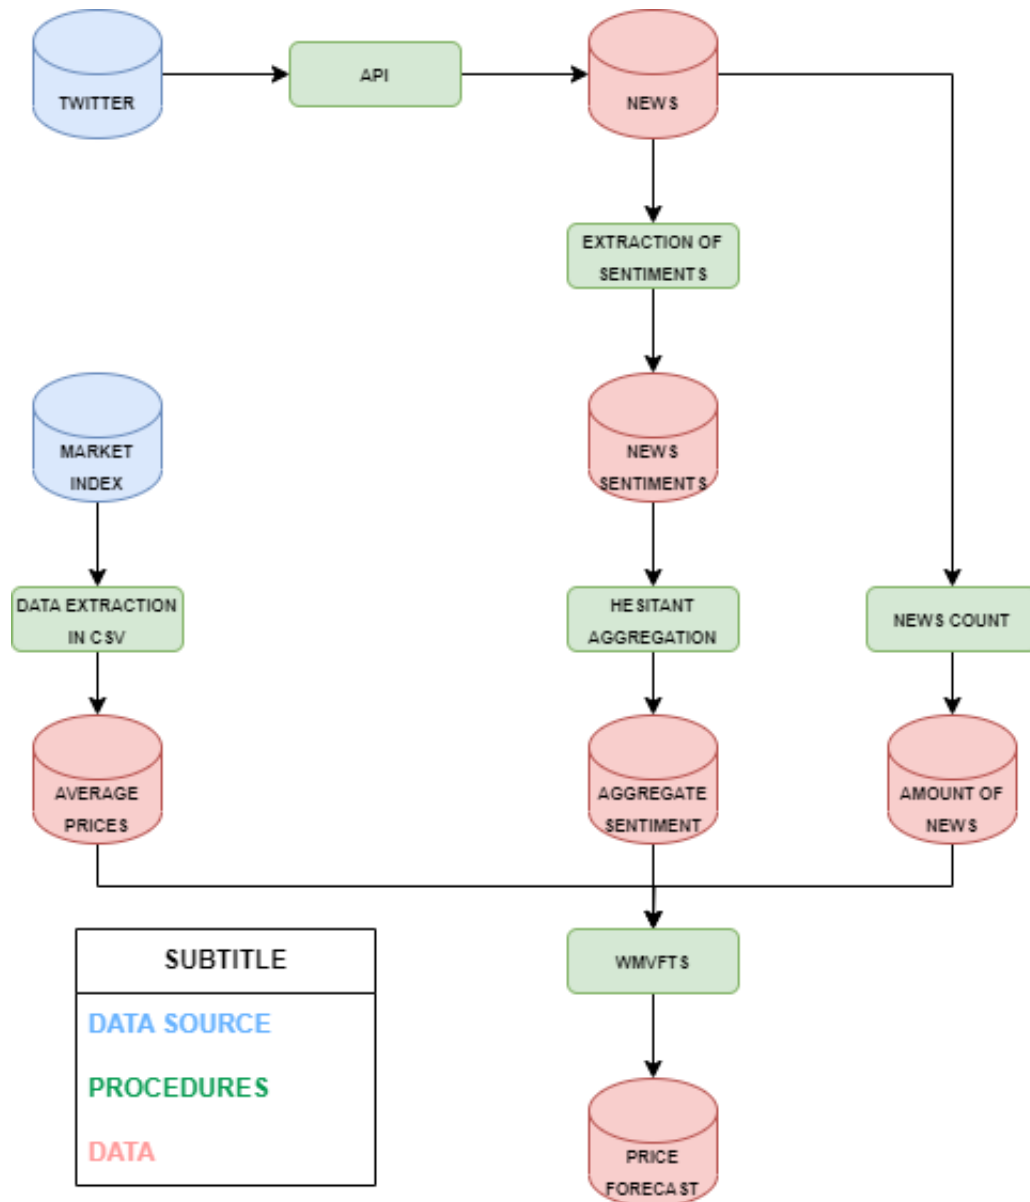 TWITTER
API
NEWS
EXTRACTION OF
SENTIMENTS
MARKET
INDEX
NEWS
SENTIMENTS
DATA EXTRACTION
IN CSV
HESITANT
AGGREGATION
NEWS COUNT
AVERAGE
PRICES
AGGREGATE
SENTIMENT
AMOUNT OF
NEWS
SUBTITLE
DATA SOURCE
PROCEDURES
DATA
WMVFTS
PRICE
FORECAST